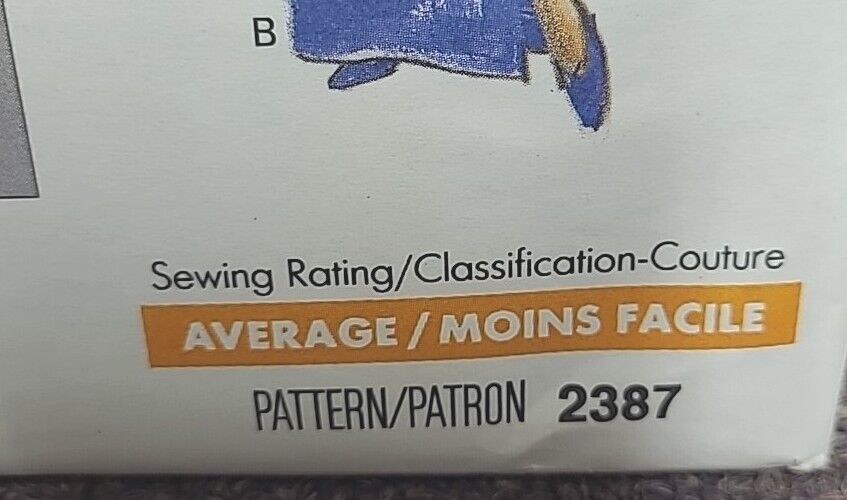 B
Sewing Rating/Classification-Couture
AVERAGE / MOINS FACILE
PATTERN/PATRON 2387